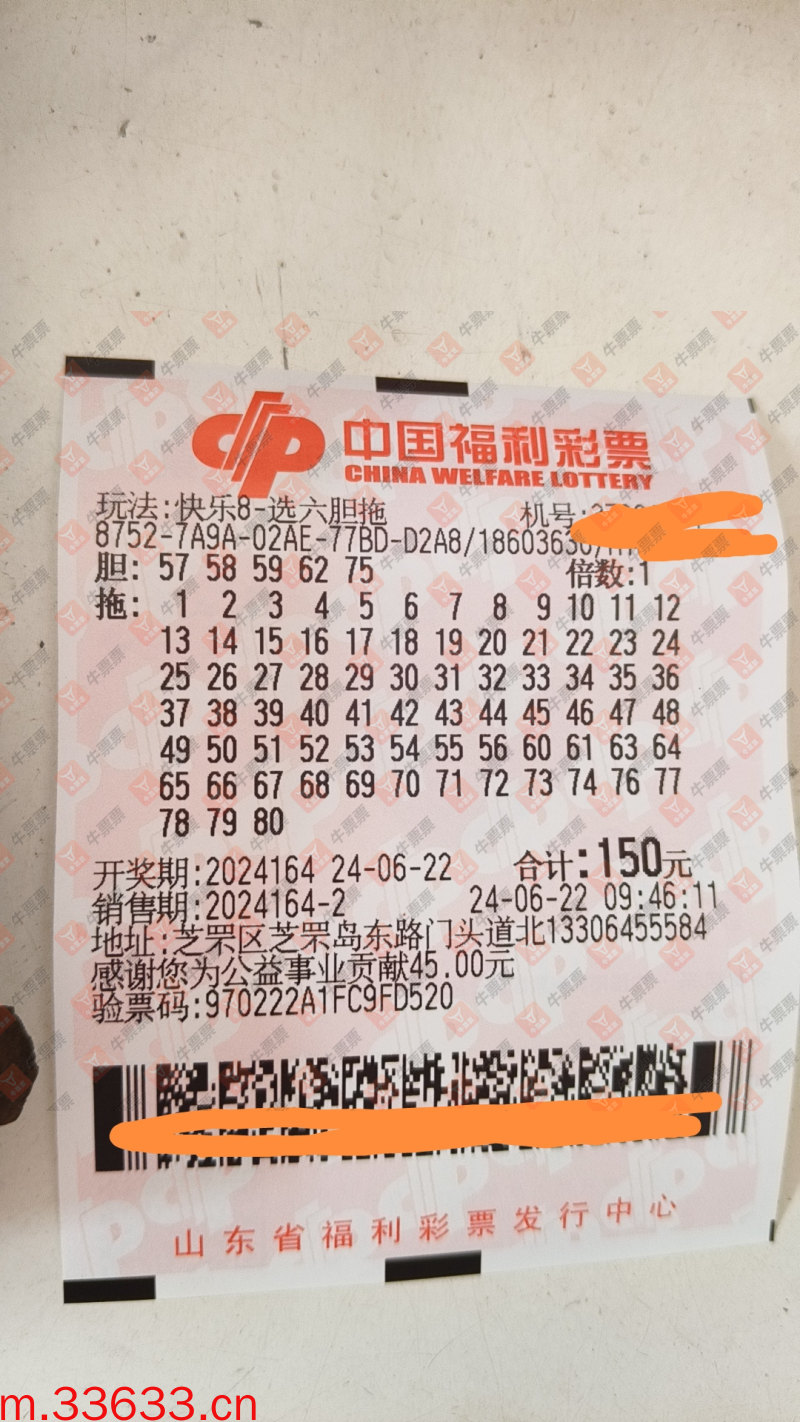 中国福利彩票
CHINA WELFARE LOTTERY
玩法:快乐8-选六胆拖 机号:
8752-7A9A-02AE-77BD-D2A8/18603636/
胆: 57 58 59 62 75 倍数:1
拖: 1 2 3 4 5 6 7 8 9 10 11 12
13 14 15 16 17 18 19 20 21 22 23 24
25 26 27 28 29 30 31 32 33 34 35 36
37 38 39 40 41 42 43 44 45 46 47 48
49 50 51 52 53 54 55 56 60 61 63 64
65 66 67 68 69 70 71 72 73 74 76 77
78 79 80
开奖期:2024164 24-06-22 合计:150元
销售期:2024164-2 24-06-22 09:46:11
地址:芝罘区芝罘岛东路门头道北13306455584
感谢您为公益事业贡献45.00元
验票码:970222A1FC9FD520
山东省福利彩票发行中心
牛票票
m.33633.cn